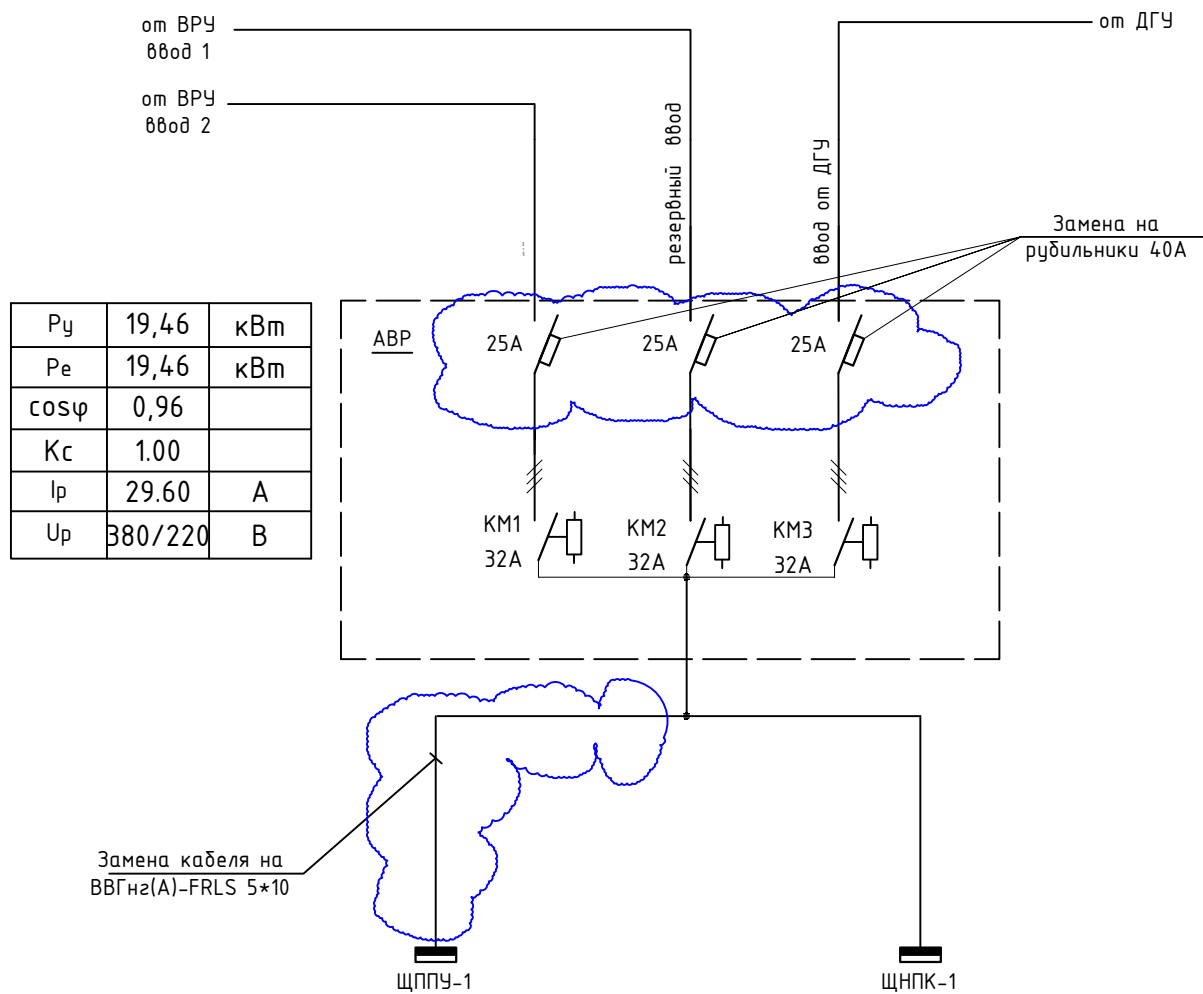 от ВРУ
ввод 1
от ДГУ
от ВРУ
ввод 2
резервный ввод
ввод от ДГУ
Замена на
рубильники 40А
Ру 19,46 кВт
Ре 19,46 кВт
cosφ 0,96
Кс 1.00
Iр 29.60 А
Uр 380/220 В
АВР
25А 25А 25А
КМ1 КМ2 КМ3
32А 32А 32А
Замена кабеля на
ВВГнг(А)-FRLS 5*10
ЩППУ-1 ЩНПК-1